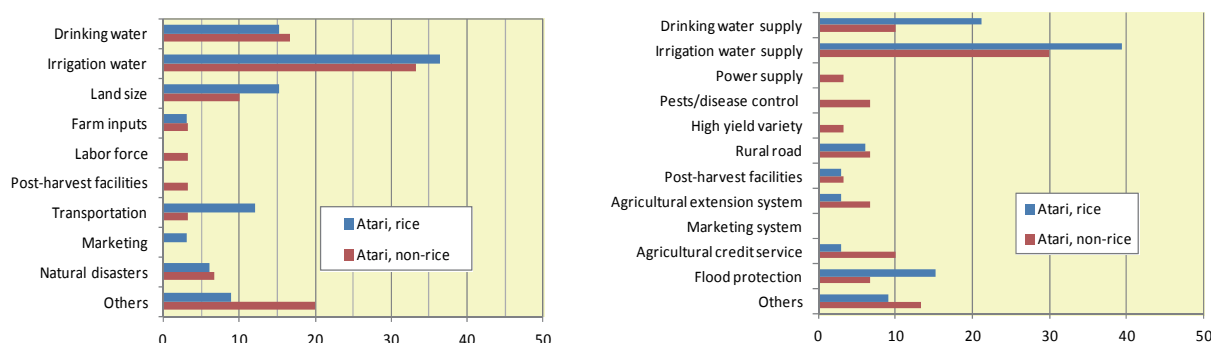 Drinking water
Irrigation water
Land size
Farm inputs
Labor force
Post-harvest facilities
Transportation
Marketing
Natural disasters
Others
Atari, rice
Atari, non-rice
0 10 20 30 40 50
Drinking water supply
Irrigation water supply
Power supply
Pests/disease control
High yield variety
Rural road
Post-harvest facilities
Agricultural extension system
Marketing system
Agricultural credit service
Flood protection
Others
Atari, rice
Atari, non-rice
0 10 20 30 40 50